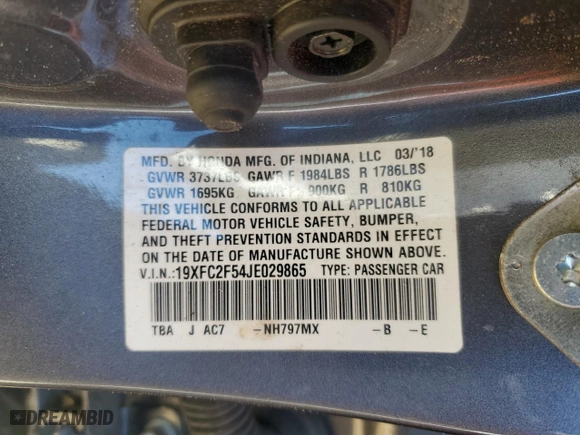 MFD. BY HONDA MFG. OF INDIANA, LLC 03/'18
GVWR 3737LBS GAWR F 1984LBS R 1786LBS
GVWR 1695KG GAWR 900KG R 810KG
THIS VEHICLE CONFORMS TO ALL APPLICABLE
FEDERAL MOTOR VEHICLE SAFETY, BUMPER,
AND THEFT PREVENTION STANDARDS IN EFFECT
ON THE DATE OF MANUFACTURE SHOWN ABOVE.
V.I.N.:19XFC2F54JE029865 TYPE: PASSENGER CAR
TBA J AC7 -NH797MX -B -E
DREAMBID